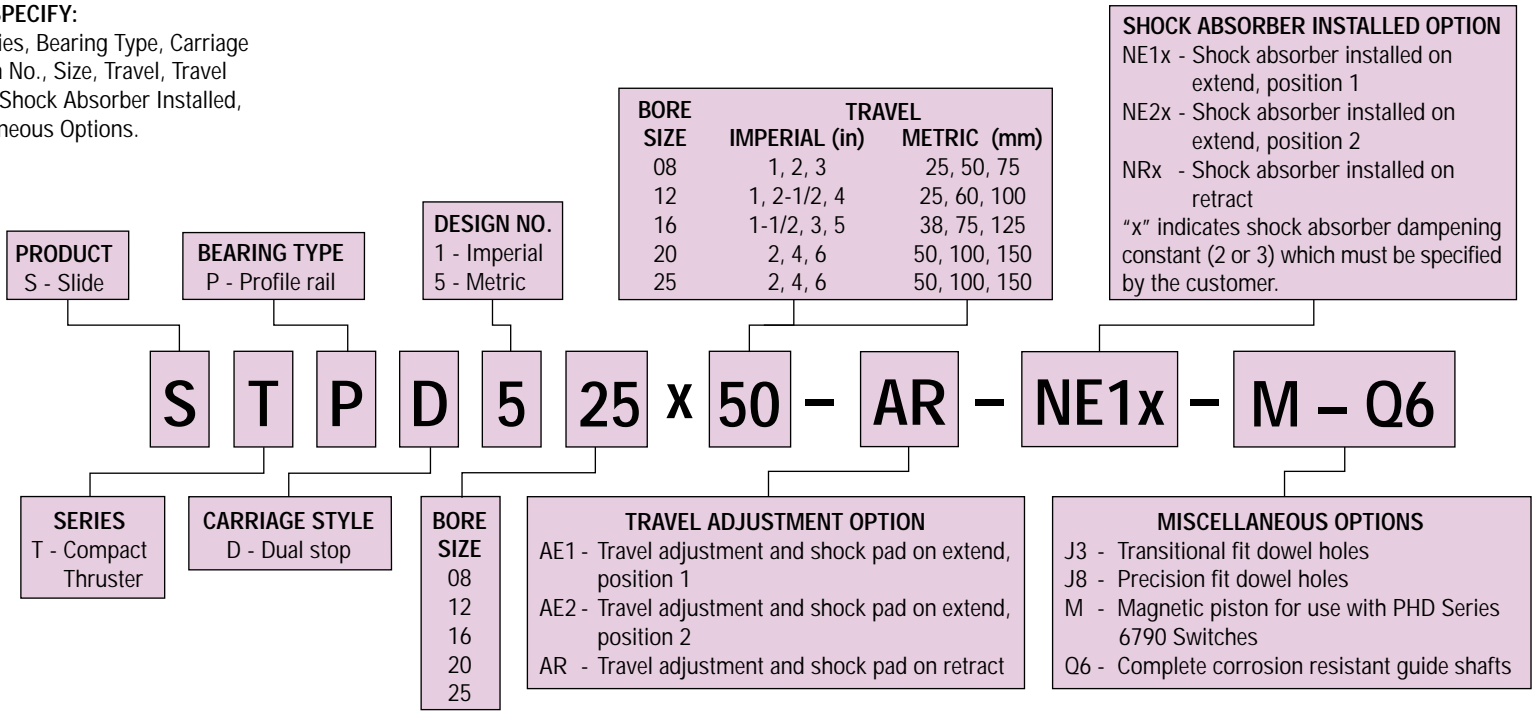 SPECIFY:
Bearing Type, Carriage
No., Size, Travel, Travel
Shock Absorber Installed,
Options.
PRODUCT
S - Slide
BEARING TYPE
P - Profile rail
DESIGN NO.
1 - Imperial
5 - Metric
BORE SIZE TRAVEL
IMPERIAL (in) METRIC (mm)
08 1, 2, 3 25, 50, 75
12 1, 2-1/2, 4 25, 60, 100
16 1-1/2, 3, 5 38, 75, 125
20 2, 4, 6 50, 100, 150
25 2, 4, 6 50, 100, 150
SHOCK ABSORBER INSTALLED OPTION
NE1x - Shock absorber installed on
extend, position 1
NE2x - Shock absorber installed on
extend, position 2
NRx - Shock absorber installed on
retract
“x” indicates shock absorber dampening
constant (2 or 3) which must be specified
by the customer.
S T P D 5 25 x 50 – AR – NE1x – M – Q6
SERIES
T - Compact
Thruster
CARRIAGE STYLE
D - Dual stop
BORE
SIZE
08
12
16
20
25
TRAVEL ADJUSTMENT OPTION
AE1 - Travel adjustment and shock pad on extend,
position 1
AE2 - Travel adjustment and shock pad on extend,
position 2
AR - Travel adjustment and shock pad on retract
MISCELLANEOUS OPTIONS
J3 - Transitional fit dowel holes
J8 - Precision fit dowel holes
M - Magnetic piston for use with PHD Series
6790 Switches
Q6 - Complete corrosion resistant guide shafts